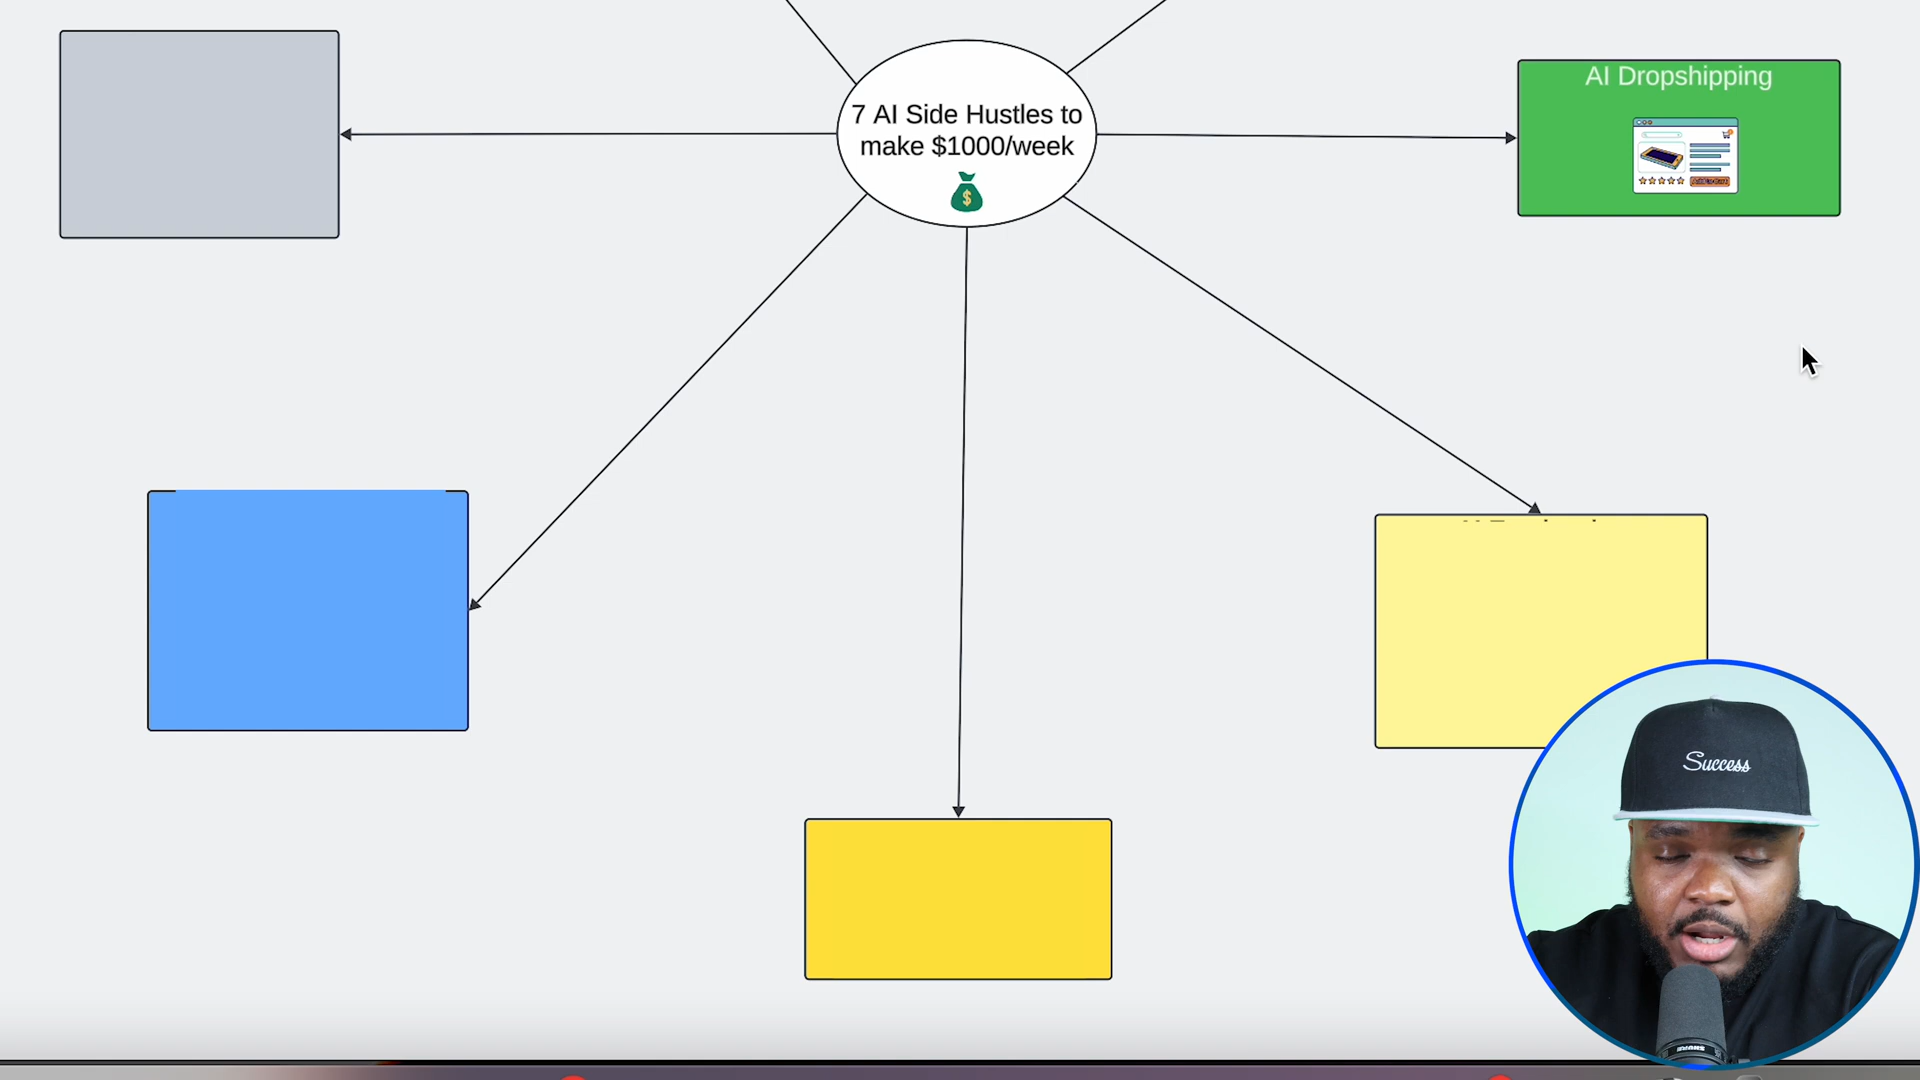 7 AI Side Hustles to
make $1000/week
$
AI Dropshipping
Success